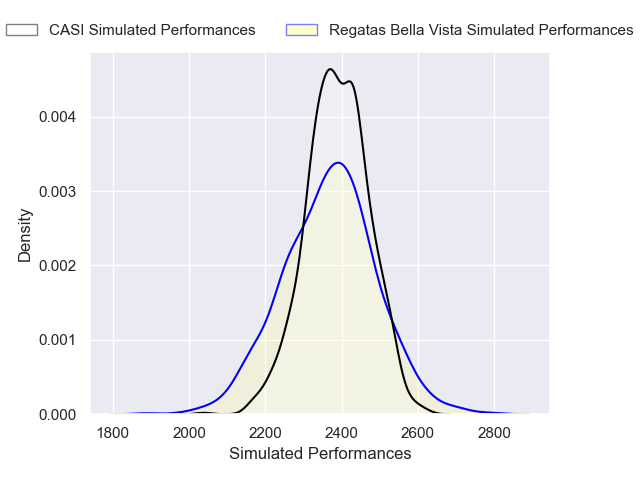 CASI Simulated Performances
Regatas Bella Vista Simulated Performances
0.004
0.003
0.002
0.001
0.000
Density
1800 2000 2200 2400 2600 2800
Simulated Performances